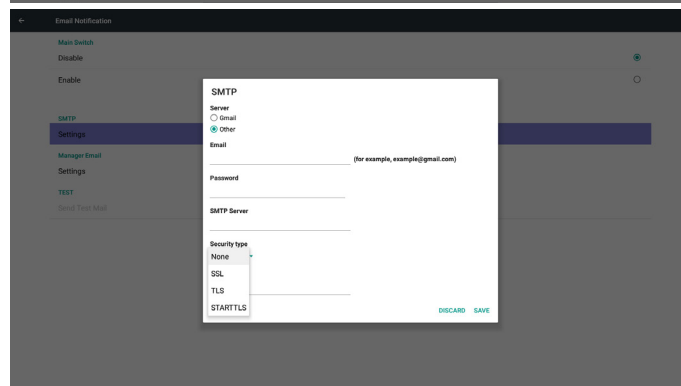 Email Notification
Main Switch
Disable
Enable
SMTP
Settings
Manager Email
Settings
TEST
Send Test Mail
SMTP
Server
Gmail
Other
Email
(for example, example@gmail.com)
Password
SMTP Server
Security type
None
SSL
TLS
STARTTLS
DISCARD SAVE